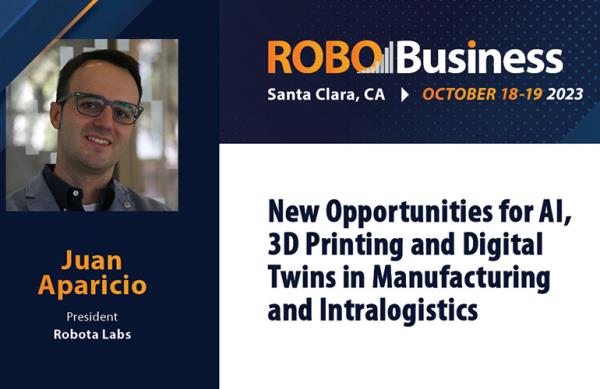 ROBOBusiness
Santa Clara, CA OCTOBER 18-19 2023
New Opportunities for AI,
3D Printing and Digital
Twins in Manufacturing
and Intralogistics
Juan
Aparicio
President
Robota Labs